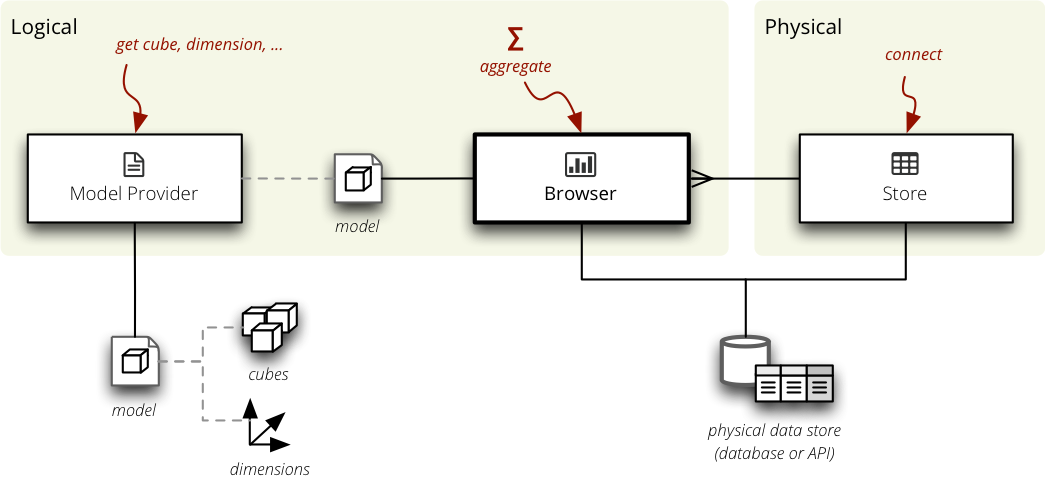 Logical
Physical
get cube, dimension, ...
Σ
aggregate
connect
Model Provider
Browser
Store
model
cubes
model
dimensions
physical data store
(database or API)